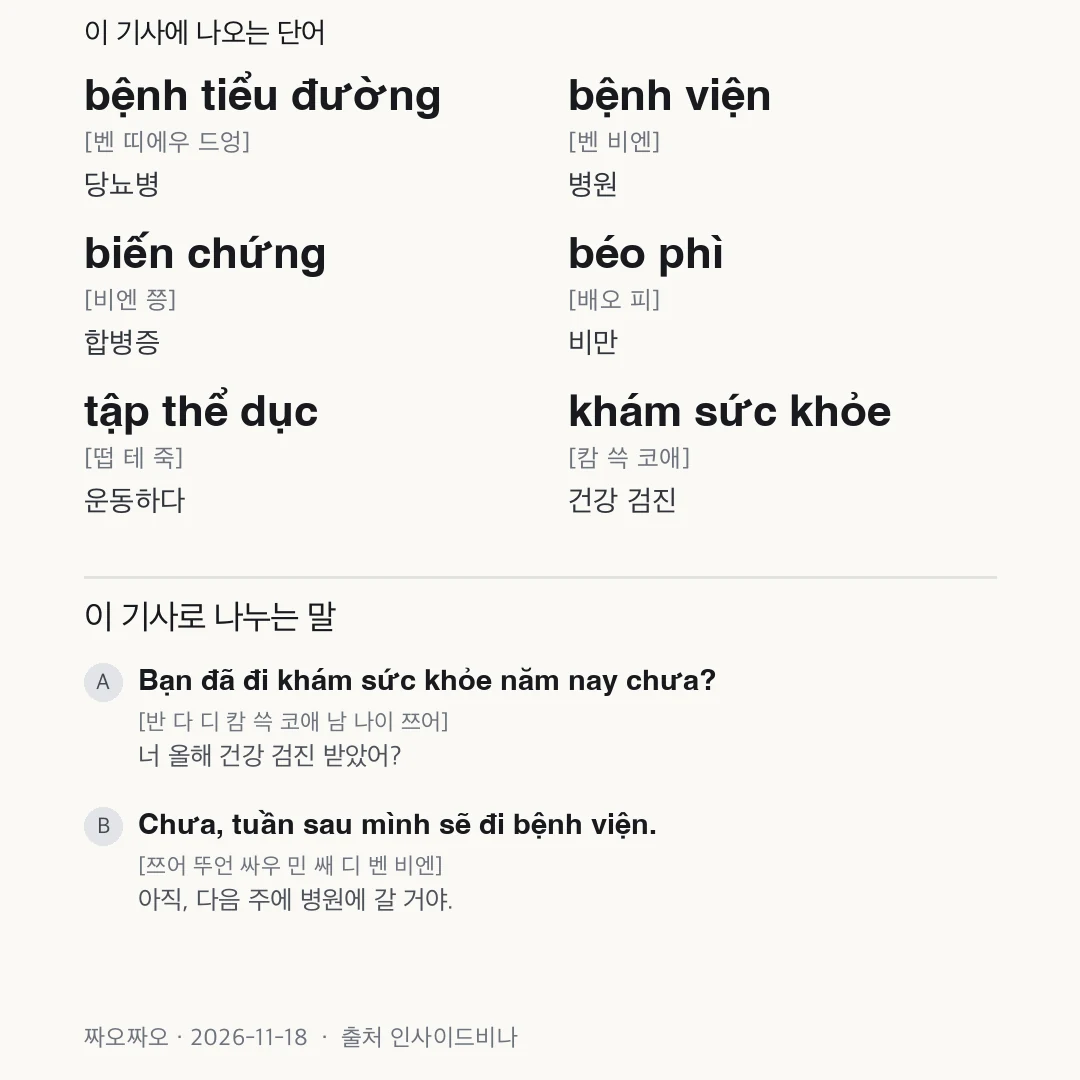 이 기사에 나오는 단어
bệnh tiểu đường
[벤 띠에우 드엉]
당뇨병
bệnh viện
[벤 비엔]
병원
biến chứng
[비엔 쯩]
합병증
béo phì
[배오 피]
비만
tập thể dục
[떱 테 죽]
운동하다
khám sức khỏe
[캄 쓱 코애]
건강 검진
이 기사로 나누는 말
A Bạn đã đi khám sức khỏe năm nay chưa?
[반 다 디 캄 쓱 코애 남 나이 쯔어]
너 올해 건강 검진 받았어?
B Chưa, tuần sau mình sẽ đi bệnh viện.
[쯔어 뚜언 싸우 민 쌔 디 벤 비엔]
아직, 다음 주에 병원에 갈 거야.
짜오짜오 · 2026-11-18 · 출처 인사이드비나